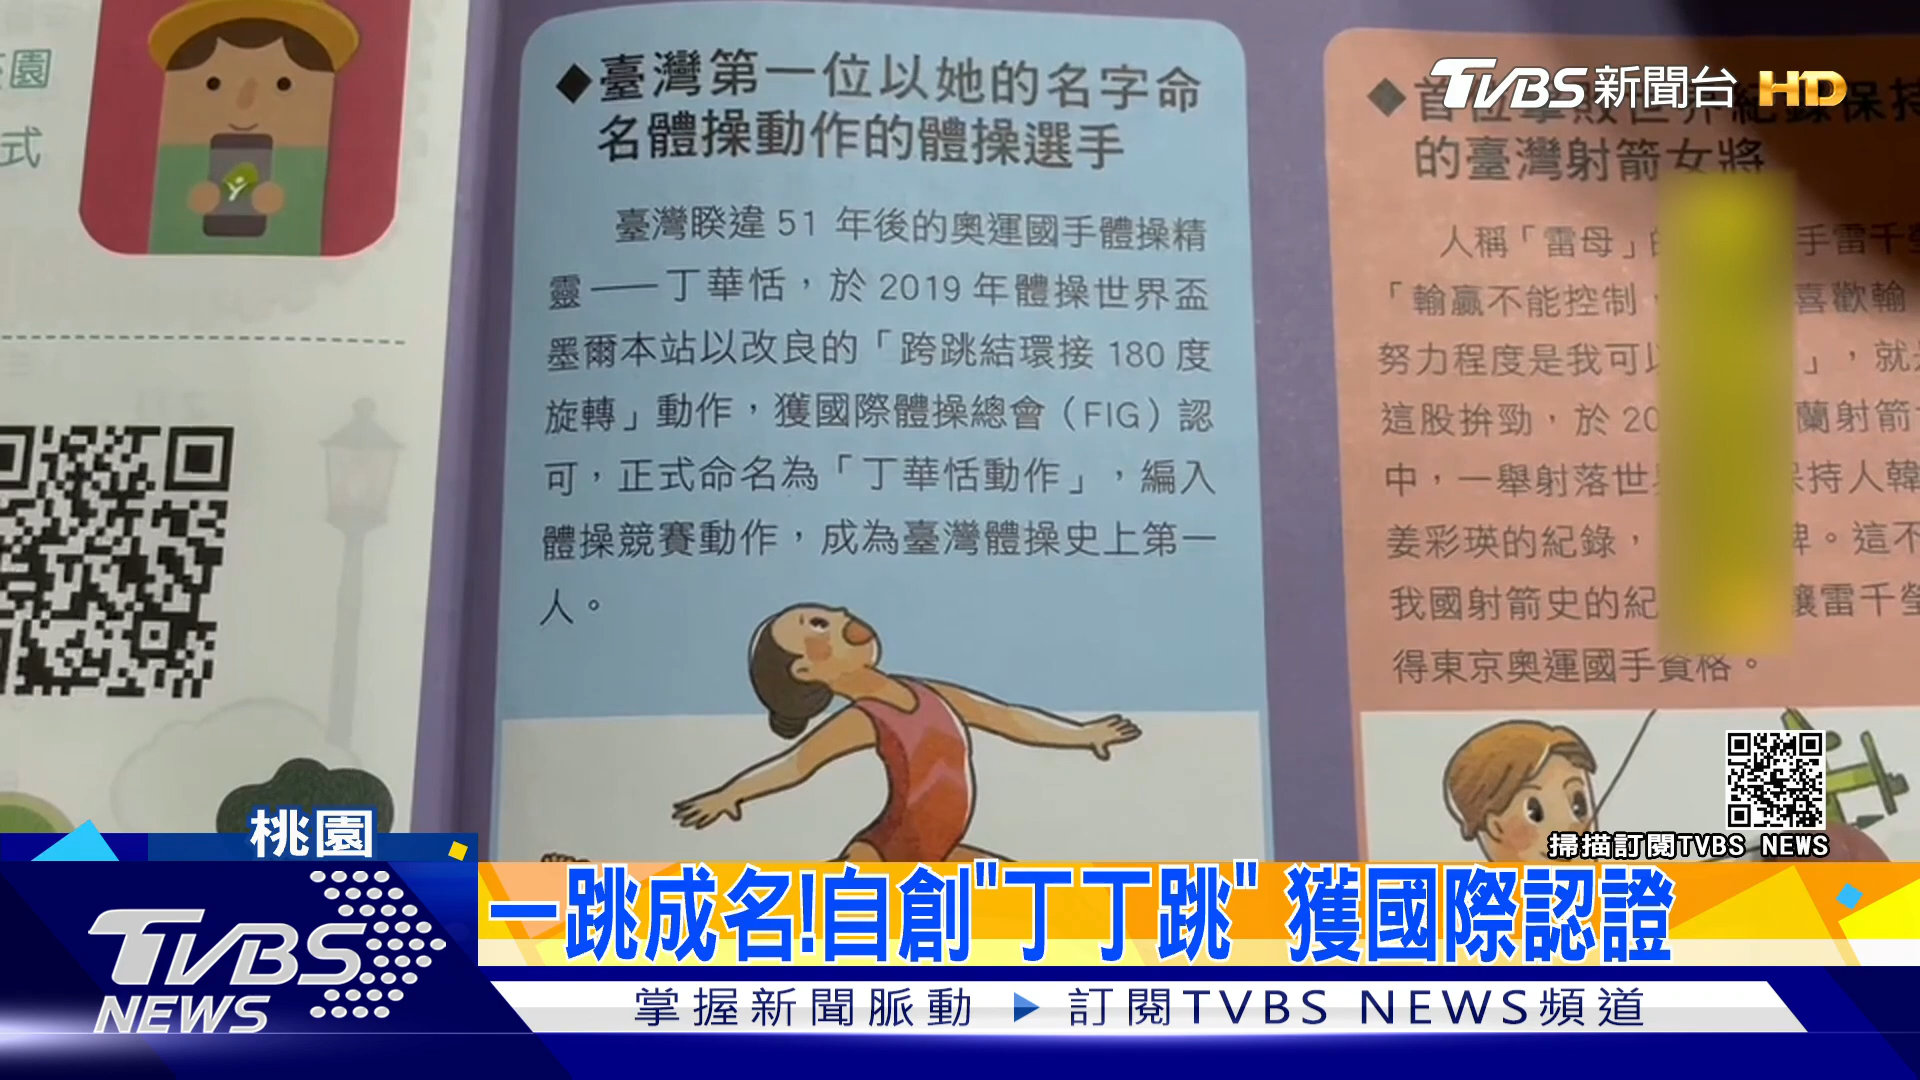 園
式
◆臺灣第一位以她的名字命
名體操動作的體操選手
臺灣睽違51年後的奧運國手體操精
靈——丁華恬，於2019年體操世界盃
墨爾本站以改良的「跨跳結環接180度
旋轉」動作，獲國際體操總會（FIG）認
可，正式命名為「丁華恬動作」，編入
體操競賽動作，成為臺灣體操史上第一
人。
TVBS新聞台 HD
的臺灣射箭女將
人稱「雷母」 手雷千瑩
「輸贏不能控制， 喜歡輸
努力程度是我可以 」，就是
這股拚勁，於20 蘭射箭
中，一舉射落世 保持人韓
姜彩瑛的紀錄， 牌。這不
我國射箭史的紀 讓雷千瑩
得東京奧運國手資格。
掃描訂閱TVBS NEWS
桃園
TVBS
NEWS
一跳成名!自創"丁丁跳" 獲國際認證
掌握新聞脈動 ▶ 訂閱TVBS NEWS頻道